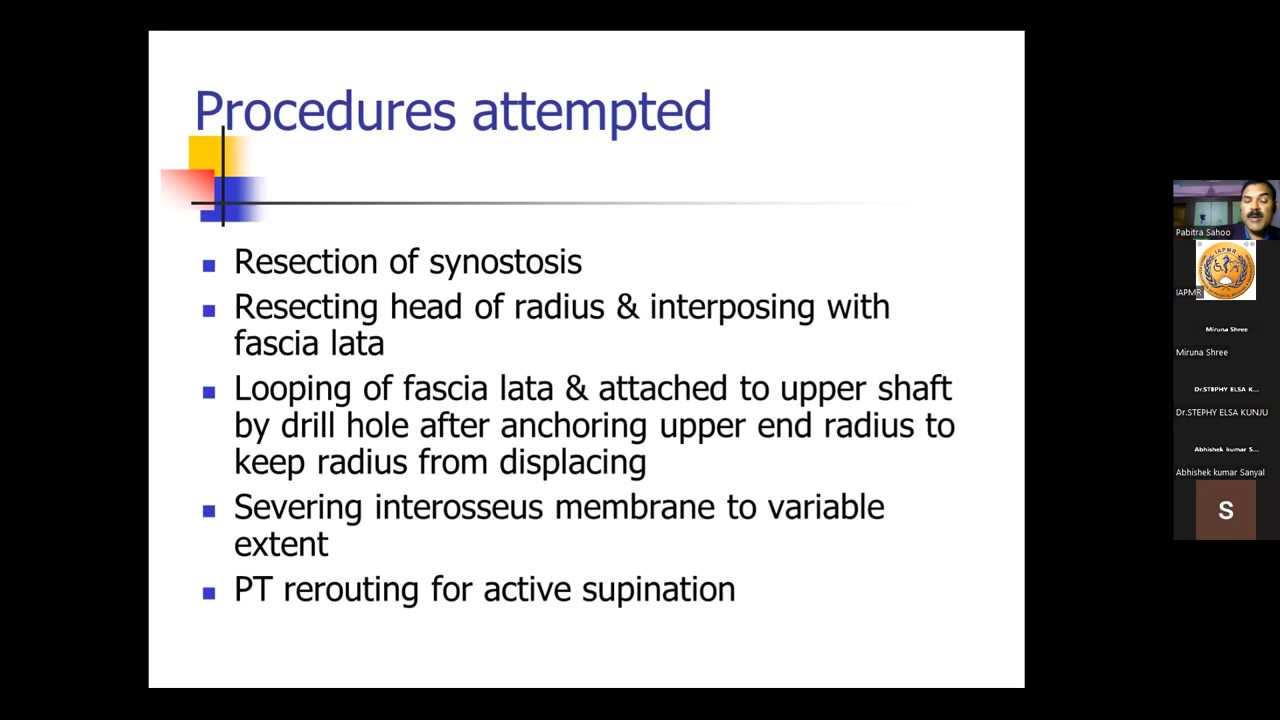 Procedures attempted
Resection of synostosis
Resecting head of radius & interposing with
fascia lata
Looping of fascia lata & attached to upper shaft
by drill hole after anchoring upper end radius to
keep radius from displacing
Severing interosseus membrane to variable
extent
PT rerouting for active supination
Pabitra Sahoo
IAPMR
IAPMR
Miruna Shree
Miruna Shree
Dr.STEPHY ELSA K...
Dr.STEPHY ELSA KUNJU
Abhishek kumar S...
Abhishek kumar Sanyal
S